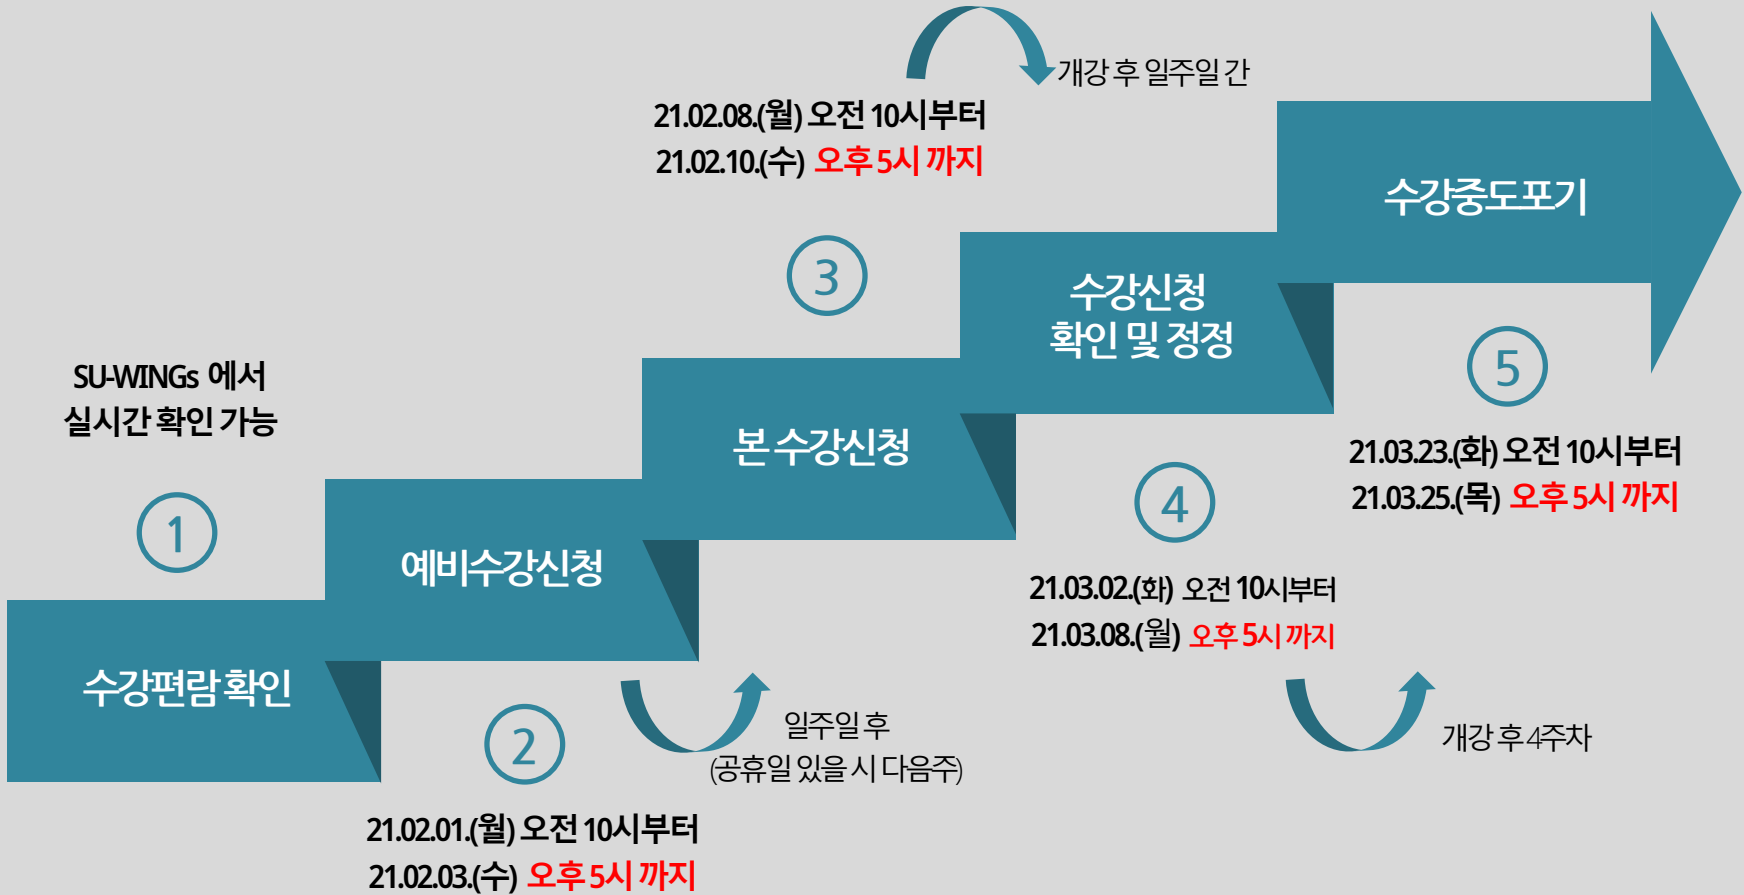 개강 후 일주일 간
21.02.08.(월) 오전 10시부터
21.02.10.(수) 오후 5시 까지
수강중도포기
3
수강신청
확인 및 정정
SU-WINGs 에서
실시간 확인 가능
5
본 수강신청
21.03.23.(화) 오전 10시부터
21.03.25.(목) 오후 5시 까지
1
4
예비수강신청
21.03.02.(화) 오전 10시부터
21.03.08.(월) 오후 5시 까지
수강편람 확인
2
일주일 후
(공휴일 있을 시 다음주)
개강 후 4주차
21.02.01.(월) 오전 10시부터
21.02.03.(수) 오후 5시 까지